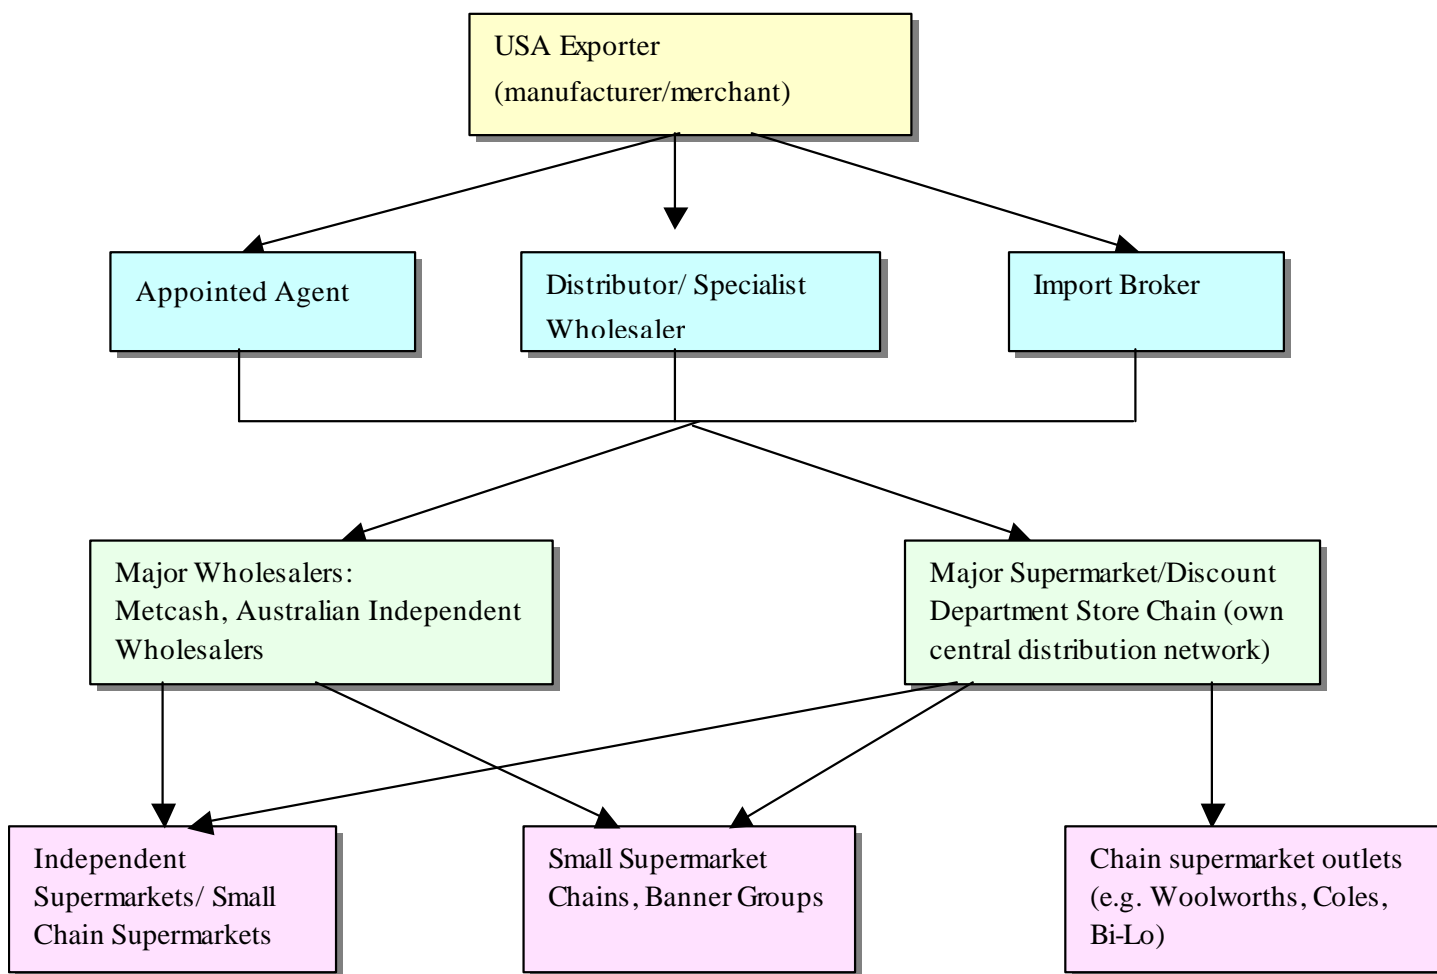 USA Exporter
(manufacturer/merchant)
Appointed Agent
Distributor/ Specialist
Wholesaler
Import Broker
Major Wholesalers:
Metcash, Australian Independent
Wholesalers
Major Supermarket/Discount
Department Store Chain (own
central distribution network)
Independent
Supermarkets/ Small
Chain Supermarkets
Small Supermarket
Chains, Banner Groups
Chain supermarket outlets
(e.g. Woolworths, Coles,
Bi-Lo)